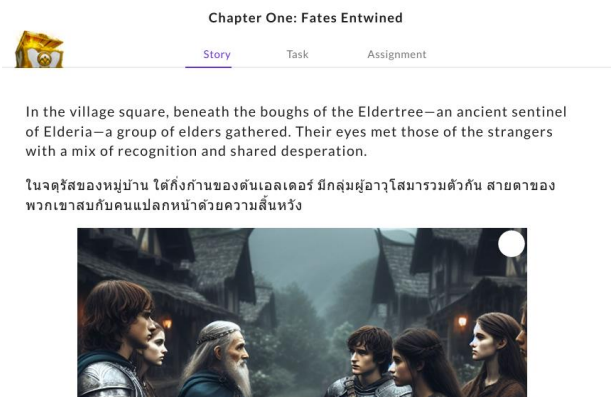 Chapter One: Fates Entwined
Story
Task
Assignment
In the village square, beneath the boughs of the Eldertree—an ancient sentinel
of Elderia—a group of elders gathered. Their eyes met those of the strangers
with a mix of recognition and shared desperation.
ในจตุรัสของหมู่บ้าน ใต้กิ่งก้านของต้นเอลเดอร์ มีกลุ่มผู้อาวุโสมารวมตัวกัน สายตาของ
พวกเขาสบกับคนแปลกหน้าด้วยความสิ้นหวัง